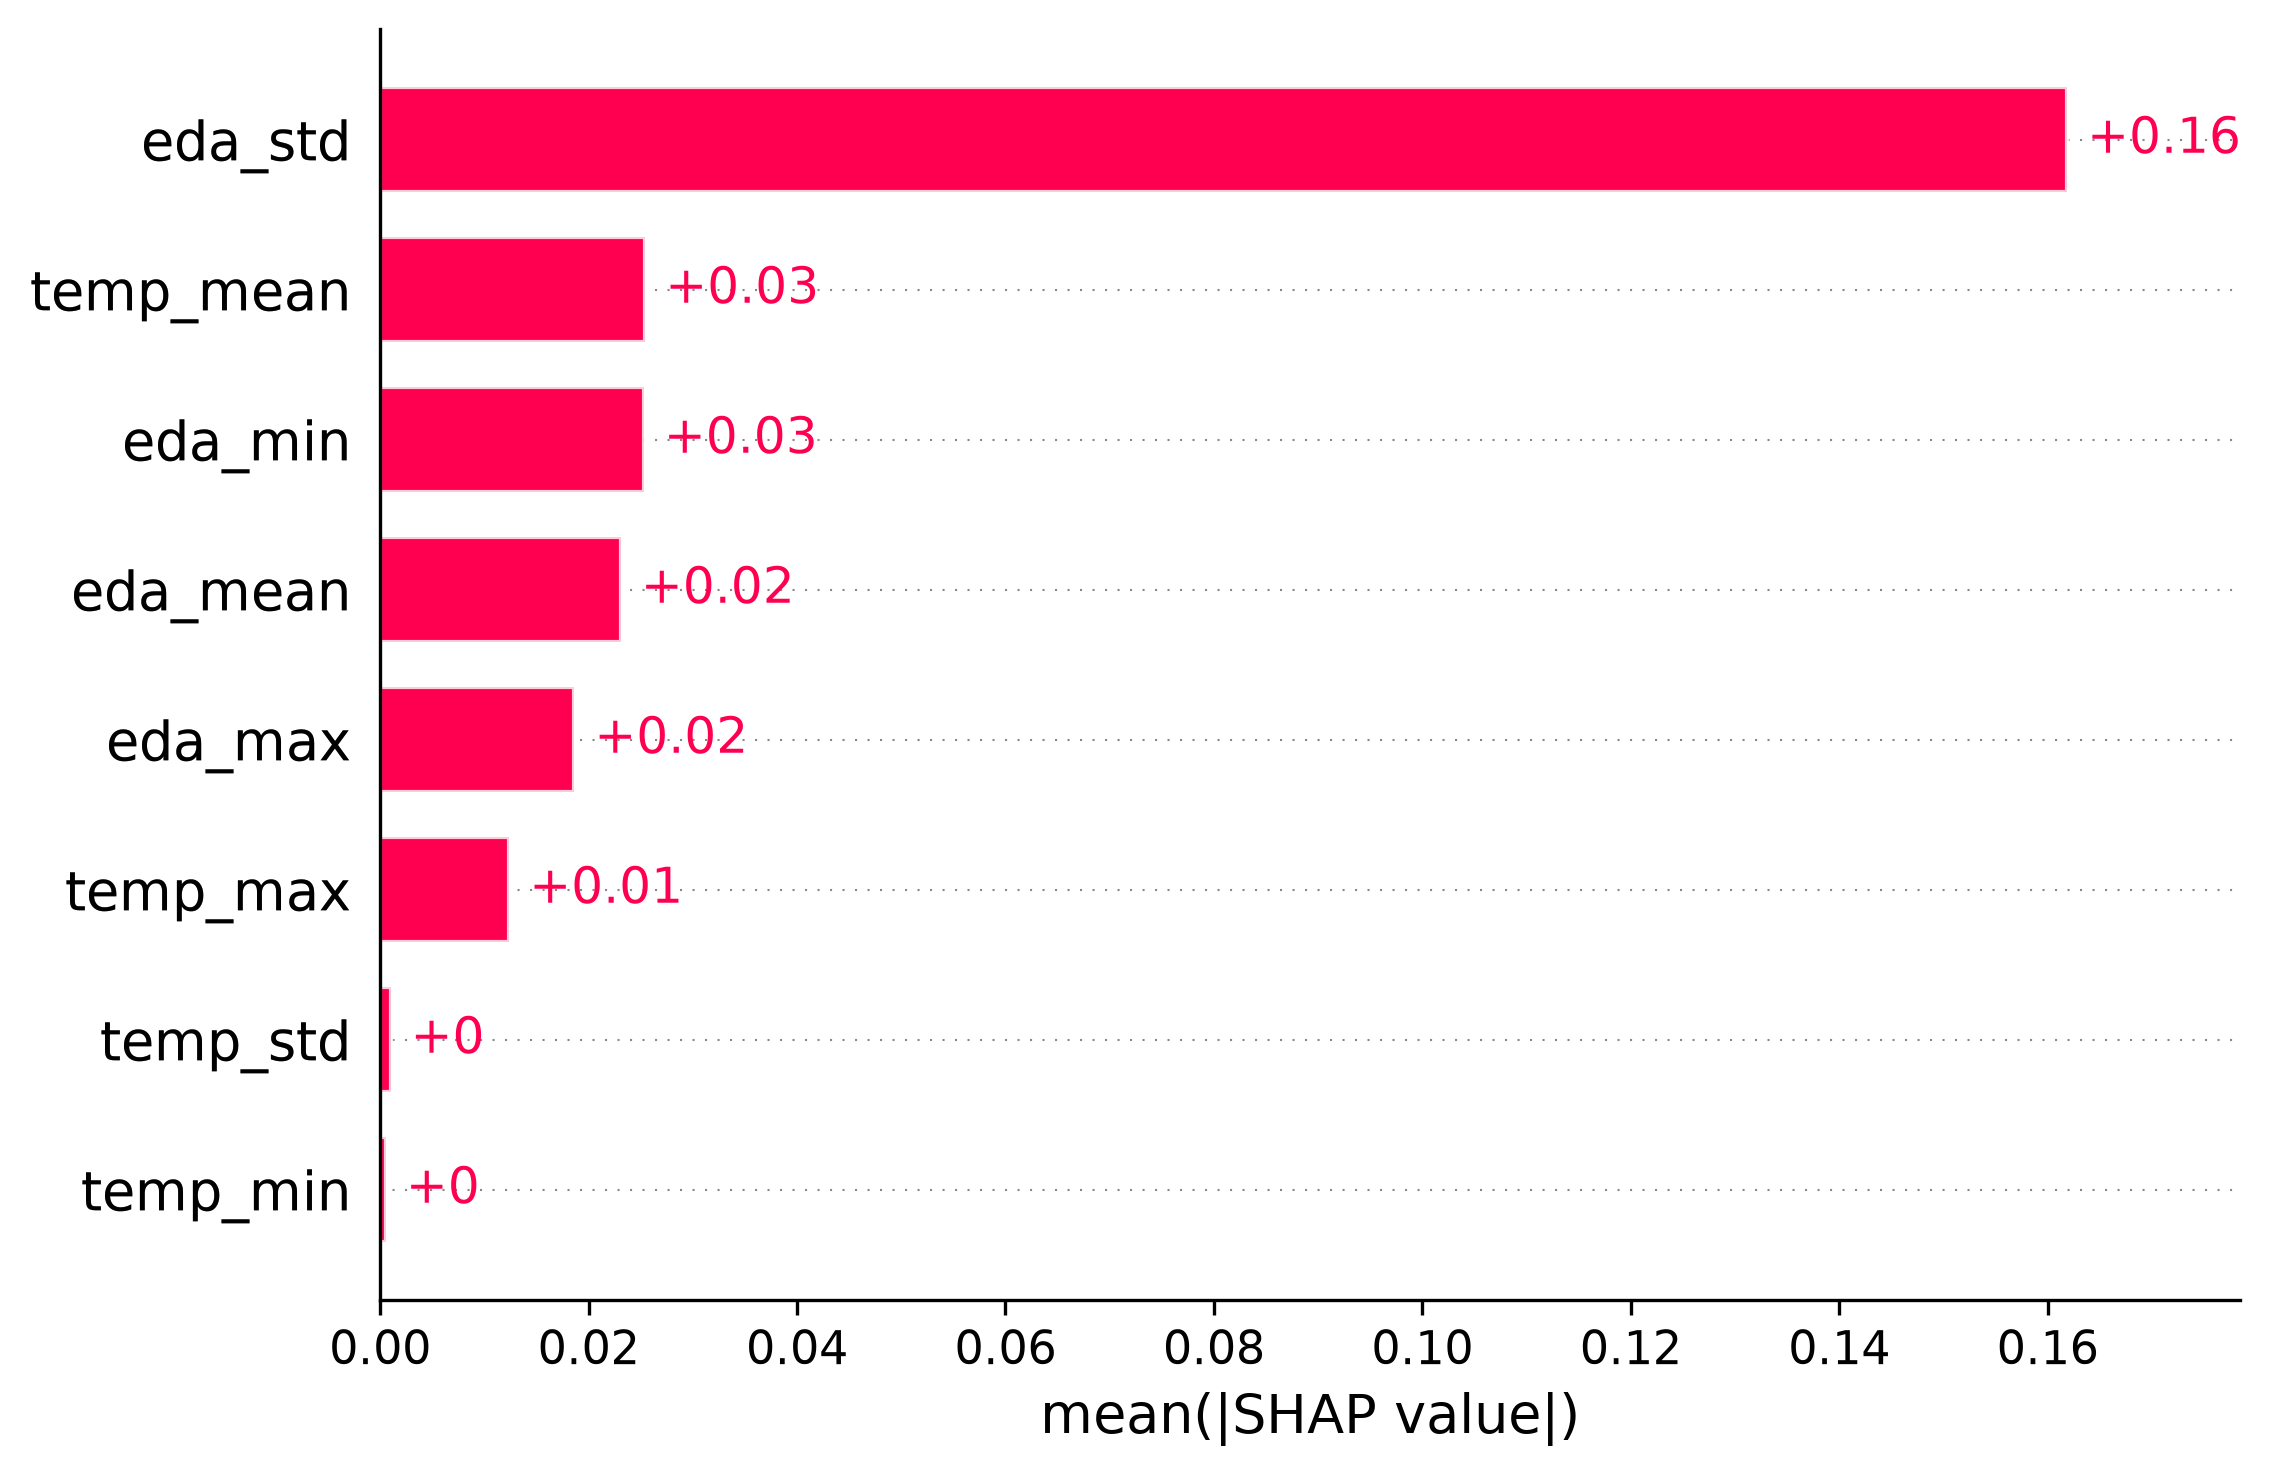 eda_std +0.16
temp_mean +0.03
eda_min +0.03
eda_mean +0.02
eda_max +0.02
temp_max +0.01
temp_std +0
temp_min +0
0.00 0.02 0.04 0.06 0.08 0.10 0.12 0.14 0.16
mean(|SHAP value|)